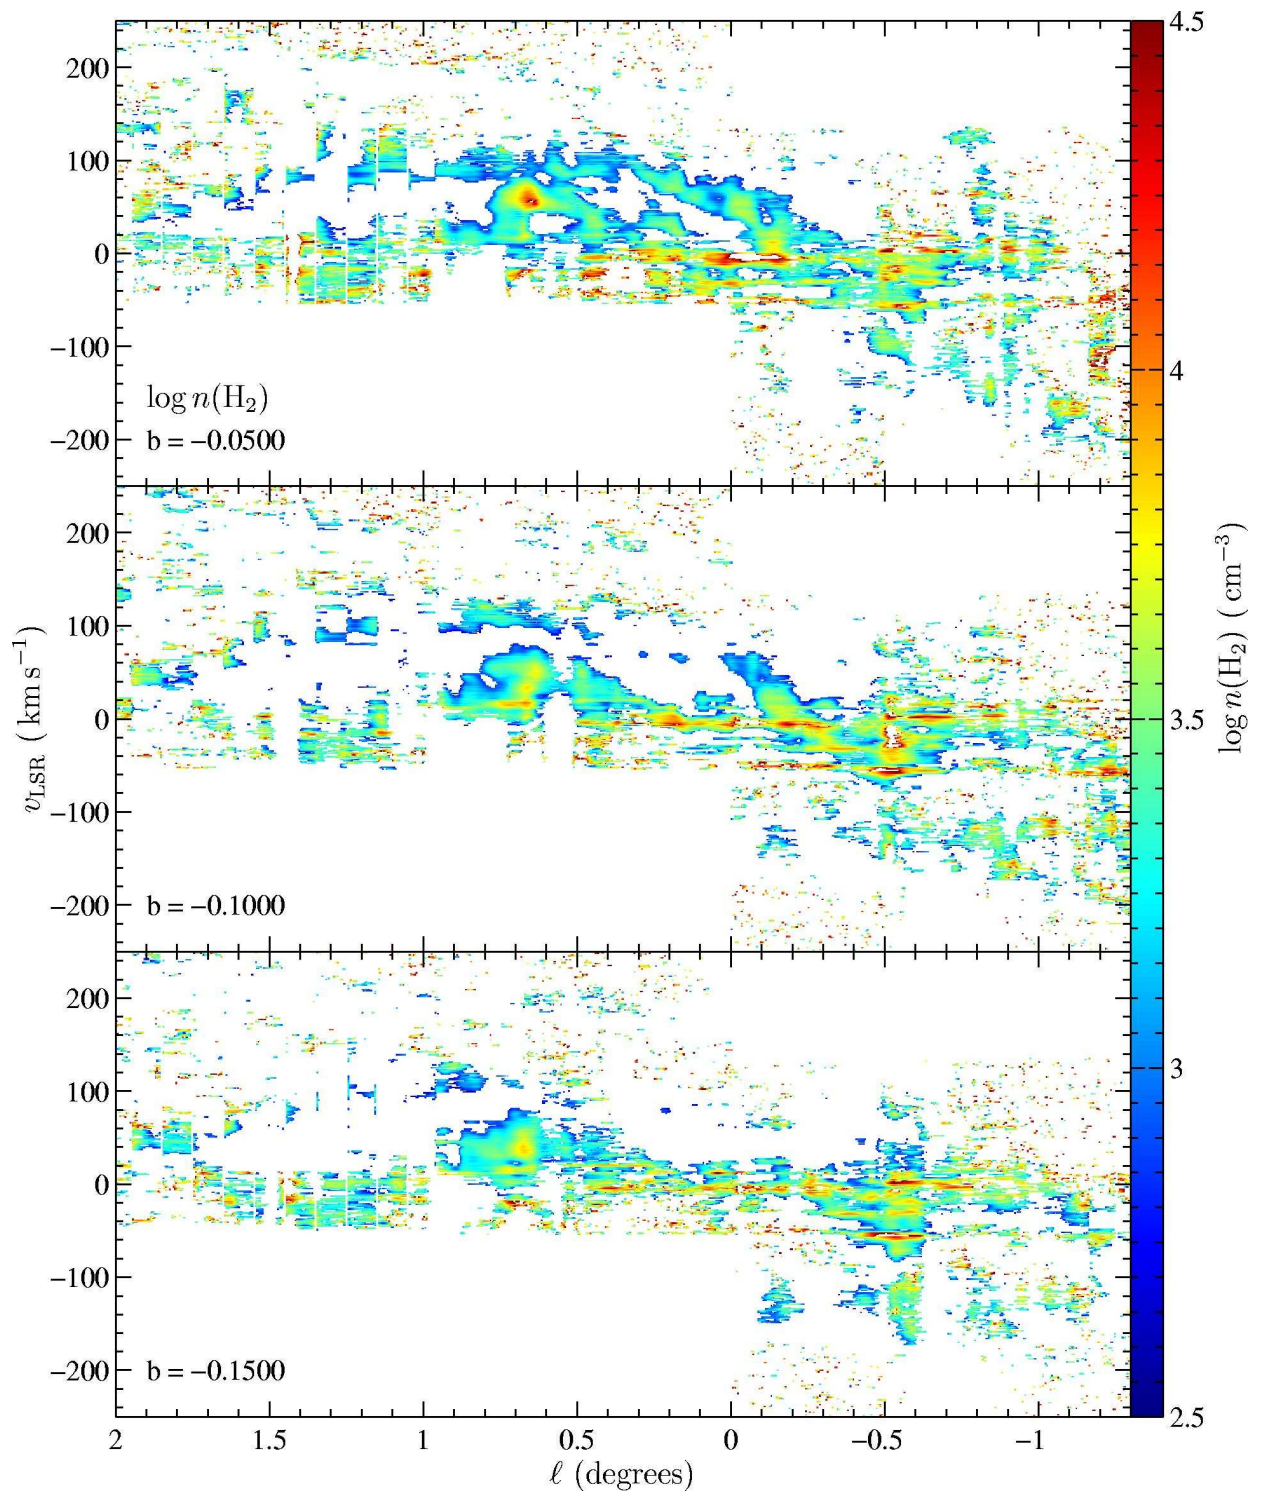 200
100
0
−100
−200
log n(H₂)
b = −0.0500
200
100
0
−100
−200
b = −0.1000
200
100
0
−100
−200
b = −0.1500
v_LSR ( km s⁻¹)
2 1.5 1 0.5 0 −0.5 −1
ℓ (degrees)
4.5
4
3.5
3
2.5
log n(H₂) ( cm⁻³)